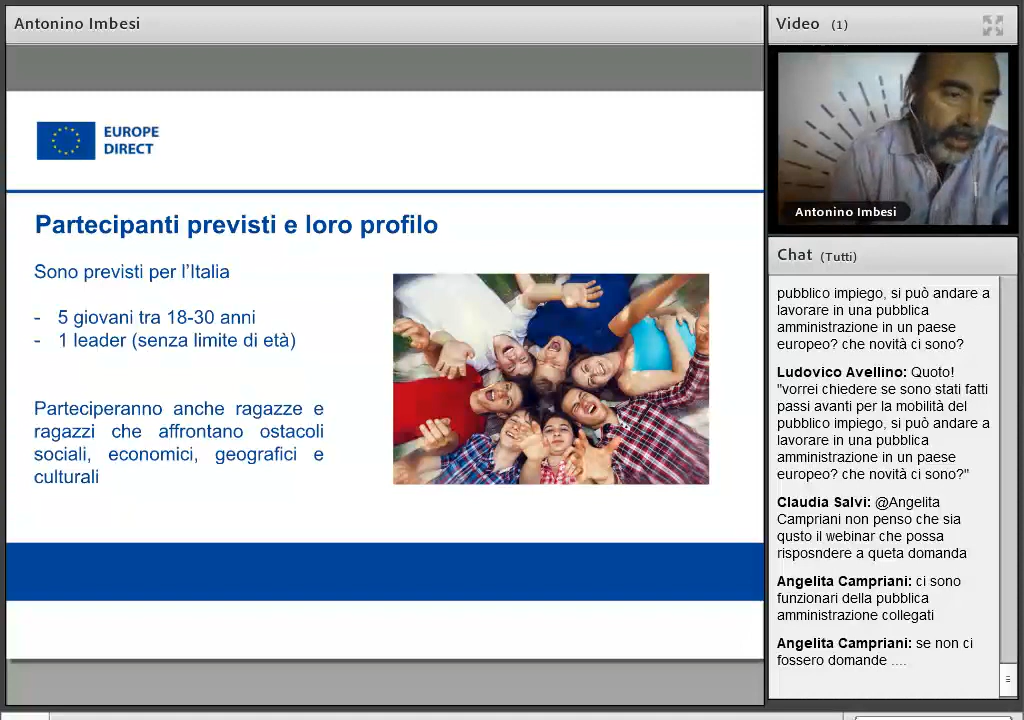 Antonino Imbesi
EUROPE
DIRECT
Partecipanti previsti e loro profilo
Sono previsti per l'Italia
- 5 giovani tra 18-30 anni
- 1 leader (senza limite di età)
Parteciperanno anche ragazze e
ragazzi che affrontano ostacoli
sociali, economici, geografici e
culturali
Video (1)
Antonino Imbesi
Chat (Tutti)
pubblico impiego, si può andare a
lavorare in una pubblica
amministrazione in un paese
europeo? che novità ci sono?
Ludovico Avellino: Quoto!
"vorrei chiedere se sono stati fatti
passi avanti per la mobilità del
pubblico impiego, si può andare a
lavorare in una pubblica
amministrazione in un paese
europeo? che novità ci sono?"
Claudia Salvi: @Angelita
Campriani non penso che sia
qusto il webinar che possa
rispsondere a queta domanda
Angelita Campriani: ci sono
funzionari della pubblica
amministrazione collegati
Angelita Campriani: se non ci
fossero domande ....